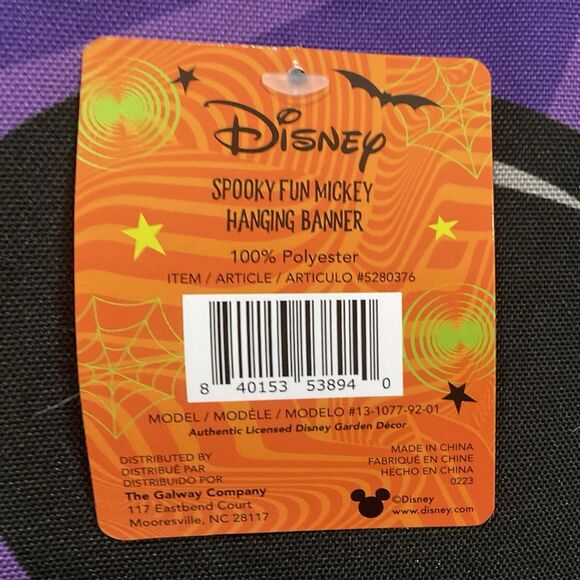 Disney
SPOOKY FUN MICKEY
HANGING BANNER
100% Polyester
ITEM / ARTICLE / ARTICULO #5280376
8 40153 53894 0
MODEL / MODÈLE / MODELO #13-1077-92-01
Authentic Licensed Disney Garden Décor
DISTRIBUTED BY
DISTRIBUÉ PAR
DISTRIBUIDO POR
The Galway Company
117 Eastbend Court
Mooresville, NC 28117
MADE IN CHINA
FABRIQUÉ EN CHINE
HECHO EN CHINA
0223
©Disney
www.disney.com